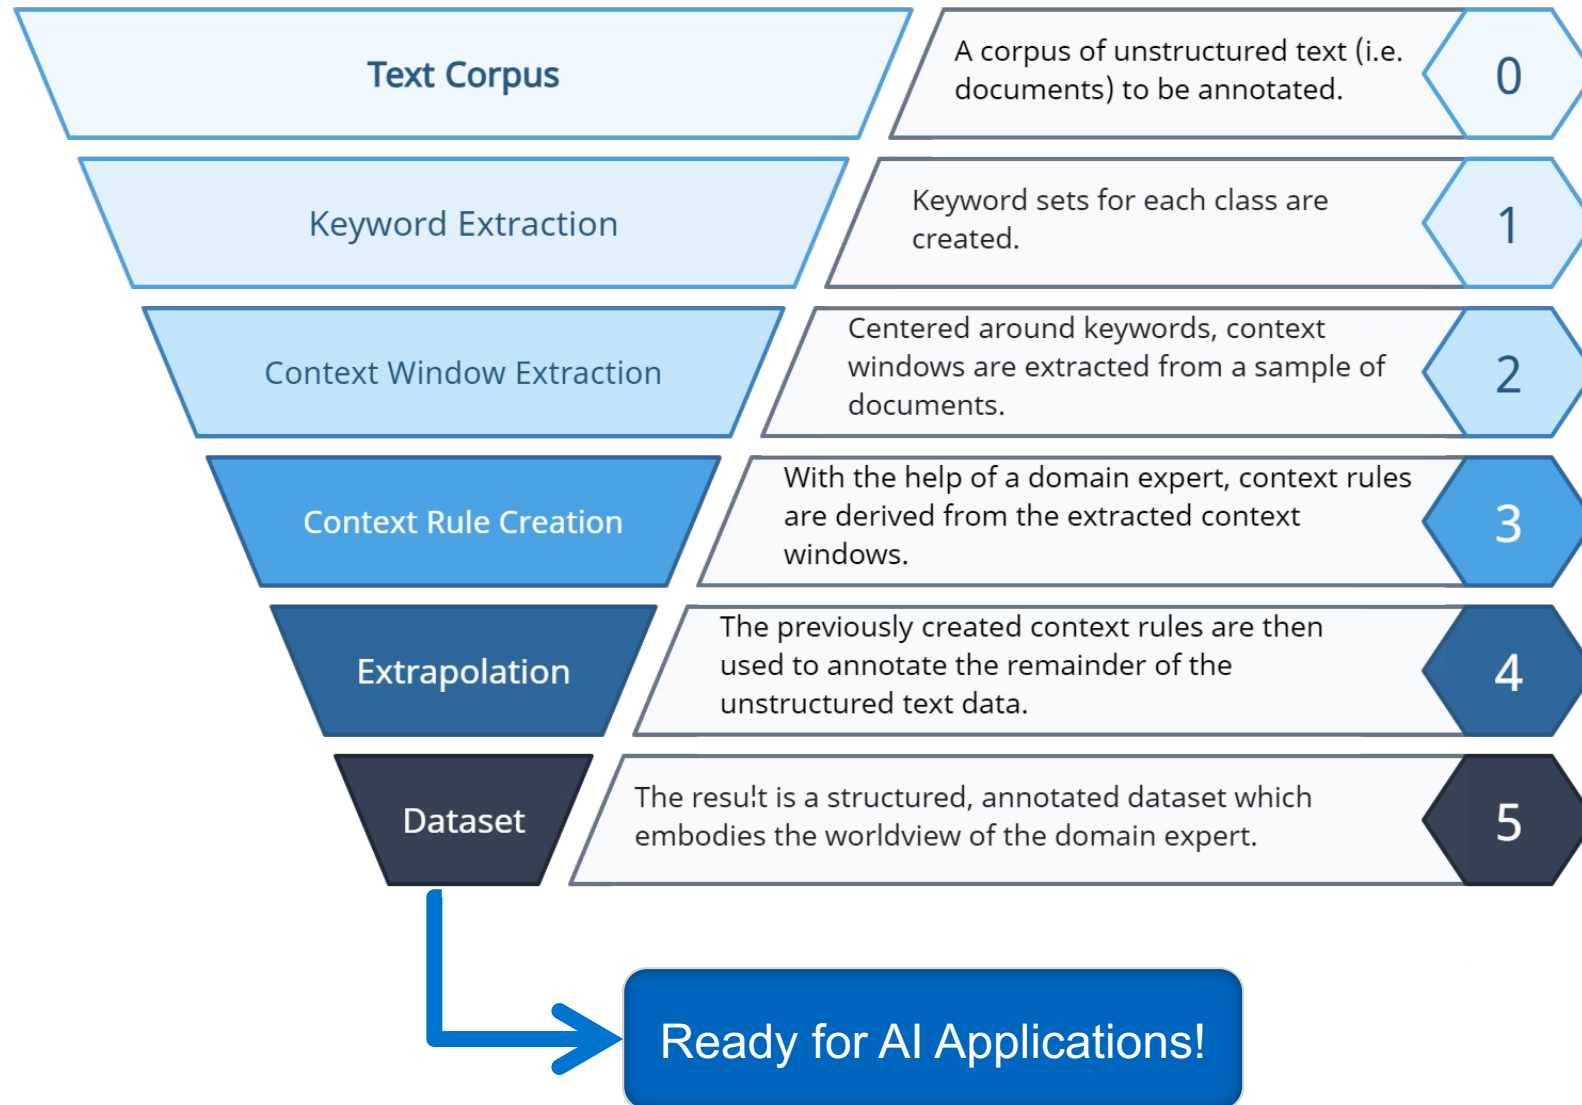 Text Corpus
A corpus of unstructured text (i.e.
documents) to be annotated.
0
Keyword Extraction
Keyword sets for each class are
created.
1
Context Window Extraction
Centered around keywords, context
windows are extracted from a sample of
documents.
2
Context Rule Creation
With the help of a domain expert, context rules
are derived from the extracted context
windows.
3
Extrapolation
The previously created context rules are then
used to annotate the remainder of the
unstructured text data.
4
Dataset
The result is a structured, annotated dataset which
embodies the worldview of the domain expert.
5
Ready for AI Applications!